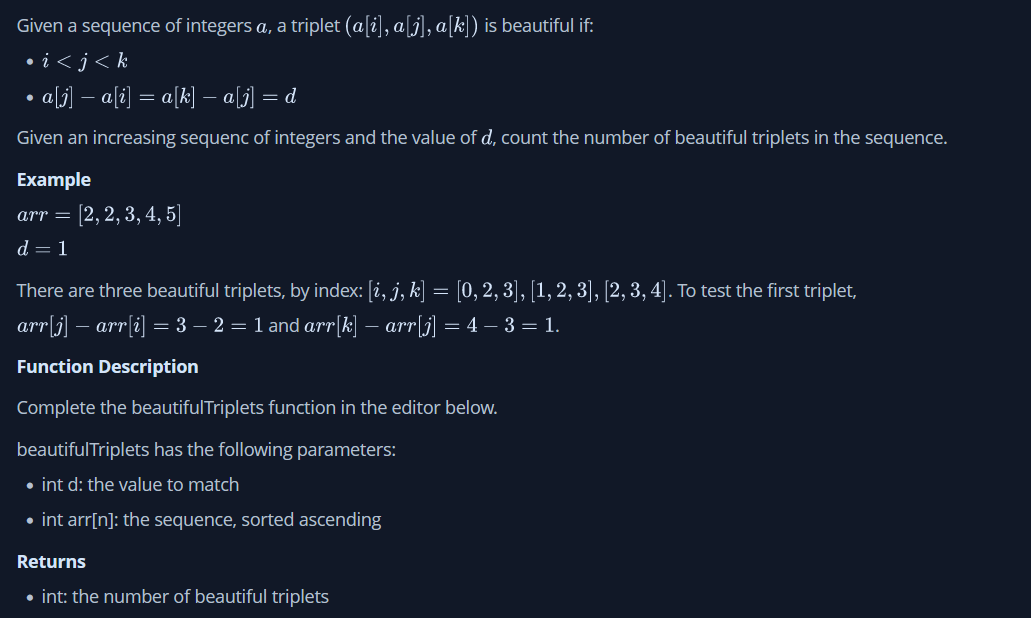 Given a sequence of integers a, a triplet (a[i], a[j], a[k]) is beautiful if:
• i < j < k
• a[j] − a[i] = a[k] − a[j] = d
Given an increasing sequenc of integers and the value of d, count the number of beautiful triplets in the sequence.
Example
arr = [2, 2, 3, 4, 5]
d = 1
There are three beautiful triplets, by index: [i, j, k] = [0, 2, 3], [1, 2, 3], [2, 3, 4]. To test the first triplet,
arr[j] − arr[i] = 3 − 2 = 1 and arr[k] − arr[j] = 4 − 3 = 1.
Function Description
Complete the beautifulTriplets function in the editor below.
beautifulTriplets has the following parameters:
• int d: the value to match
• int arr[n]: the sequence, sorted ascending
Returns
• int: the number of beautiful triplets